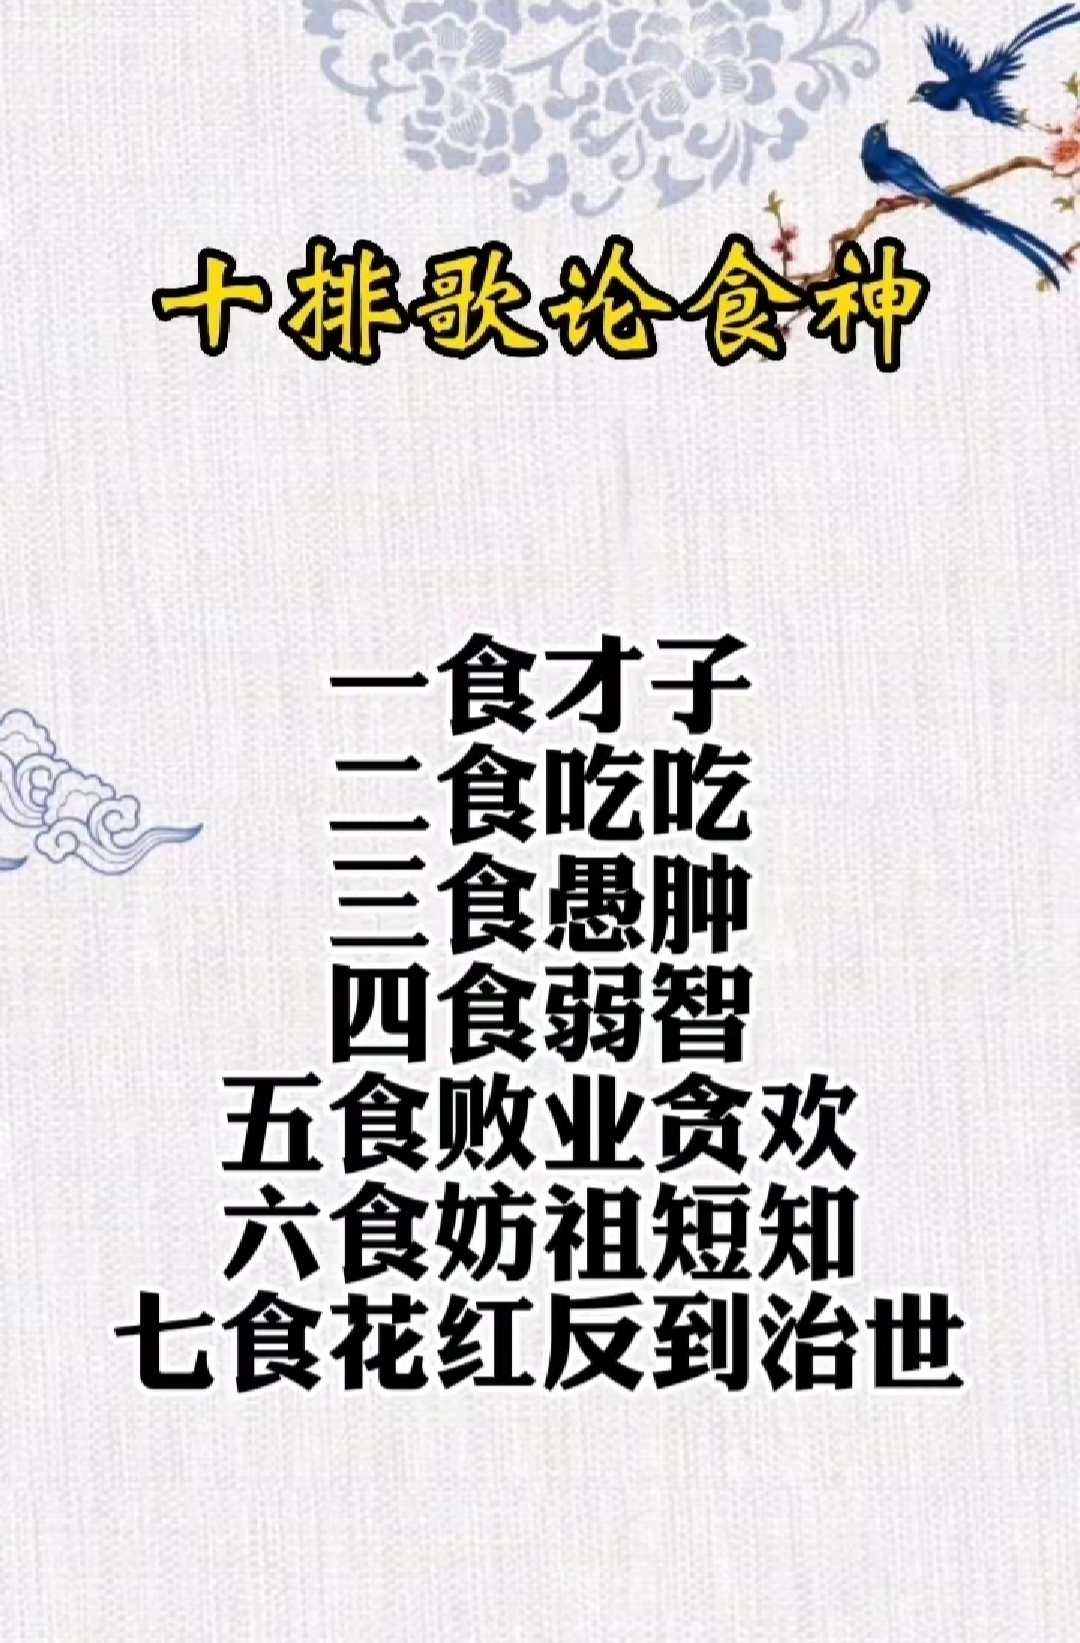 十排歌论食神
一食才子
二食吃吃
三食愚肿
四食弱智
五食败业贪欢
六食妨祖短知
七食花红反到治世